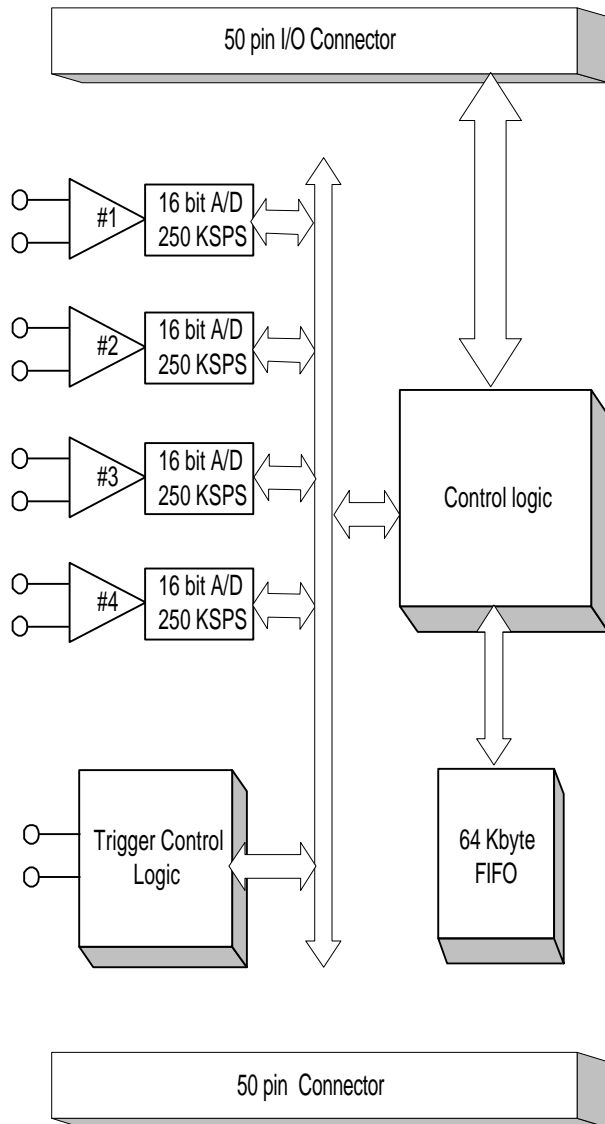 50 pin I/O Connector
#1
16 bit A/D
250 KSPS
#2
16 bit A/D
250 KSPS
#3
16 bit A/D
250 KSPS
#4
16 bit A/D
250 KSPS
Control logic
Trigger Control
Logic
64 Kbyte
FIFO
50 pin Connector